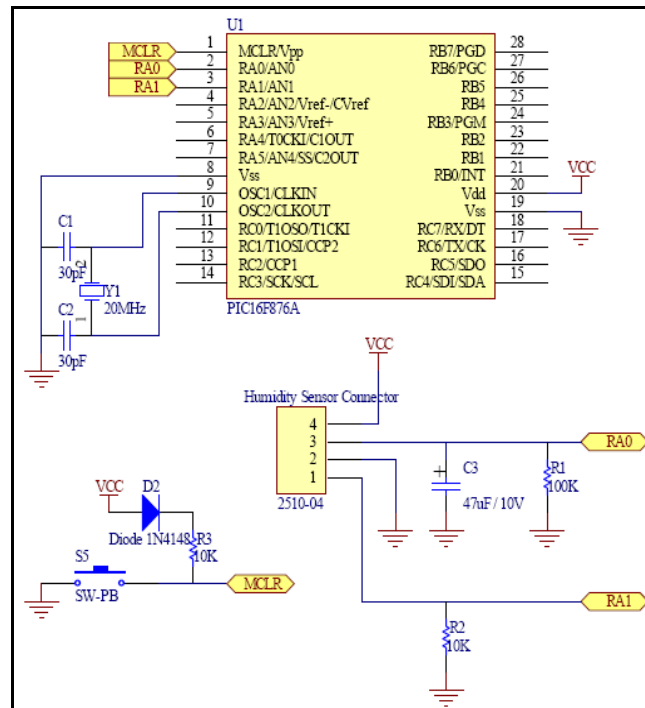 U1
MCLR
RA0
RA1
1 MCLR/Vpp RB7/PGD 28
2 RA0/AN0 RB6/PGC 27
3 RA1/AN1 RB5 26
4 RA2/AN2/Vref-/CVref RB4 25
5 RA3/AN3/Vref+ RB3/PGM 24
6 RA4/T0CKI/C1OUT RB2 23
7 RA5/AN4/SS/C2OUT RB1 22
8 Vss RB0/INT 21
9 OSC1/CLKIN Vdd 20
10 OSC2/CLKOUT Vss 19
11 RC0/T1OSO/T1CKI RC7/RX/DT 18
12 RC1/T1OSI/CCP2 RC6/TX/CK 17
13 RC2/CCP1 RC5/SDO 16
14 RC3/SCK/SCL RC4/SDI/SDA 15
PIC16F876A
VCC
C1
30pF
2
Y1
20MHz
1
C2
30pF
VCC
Humidity Sensor Connector
4
3
2
1
2510-04
RA0
C3
+
47uF / 10V
R1
100K
RA1
R2
10K
VCC
D2
Diode 1N4148
R3
10K
S5
SW-PB
MCLR